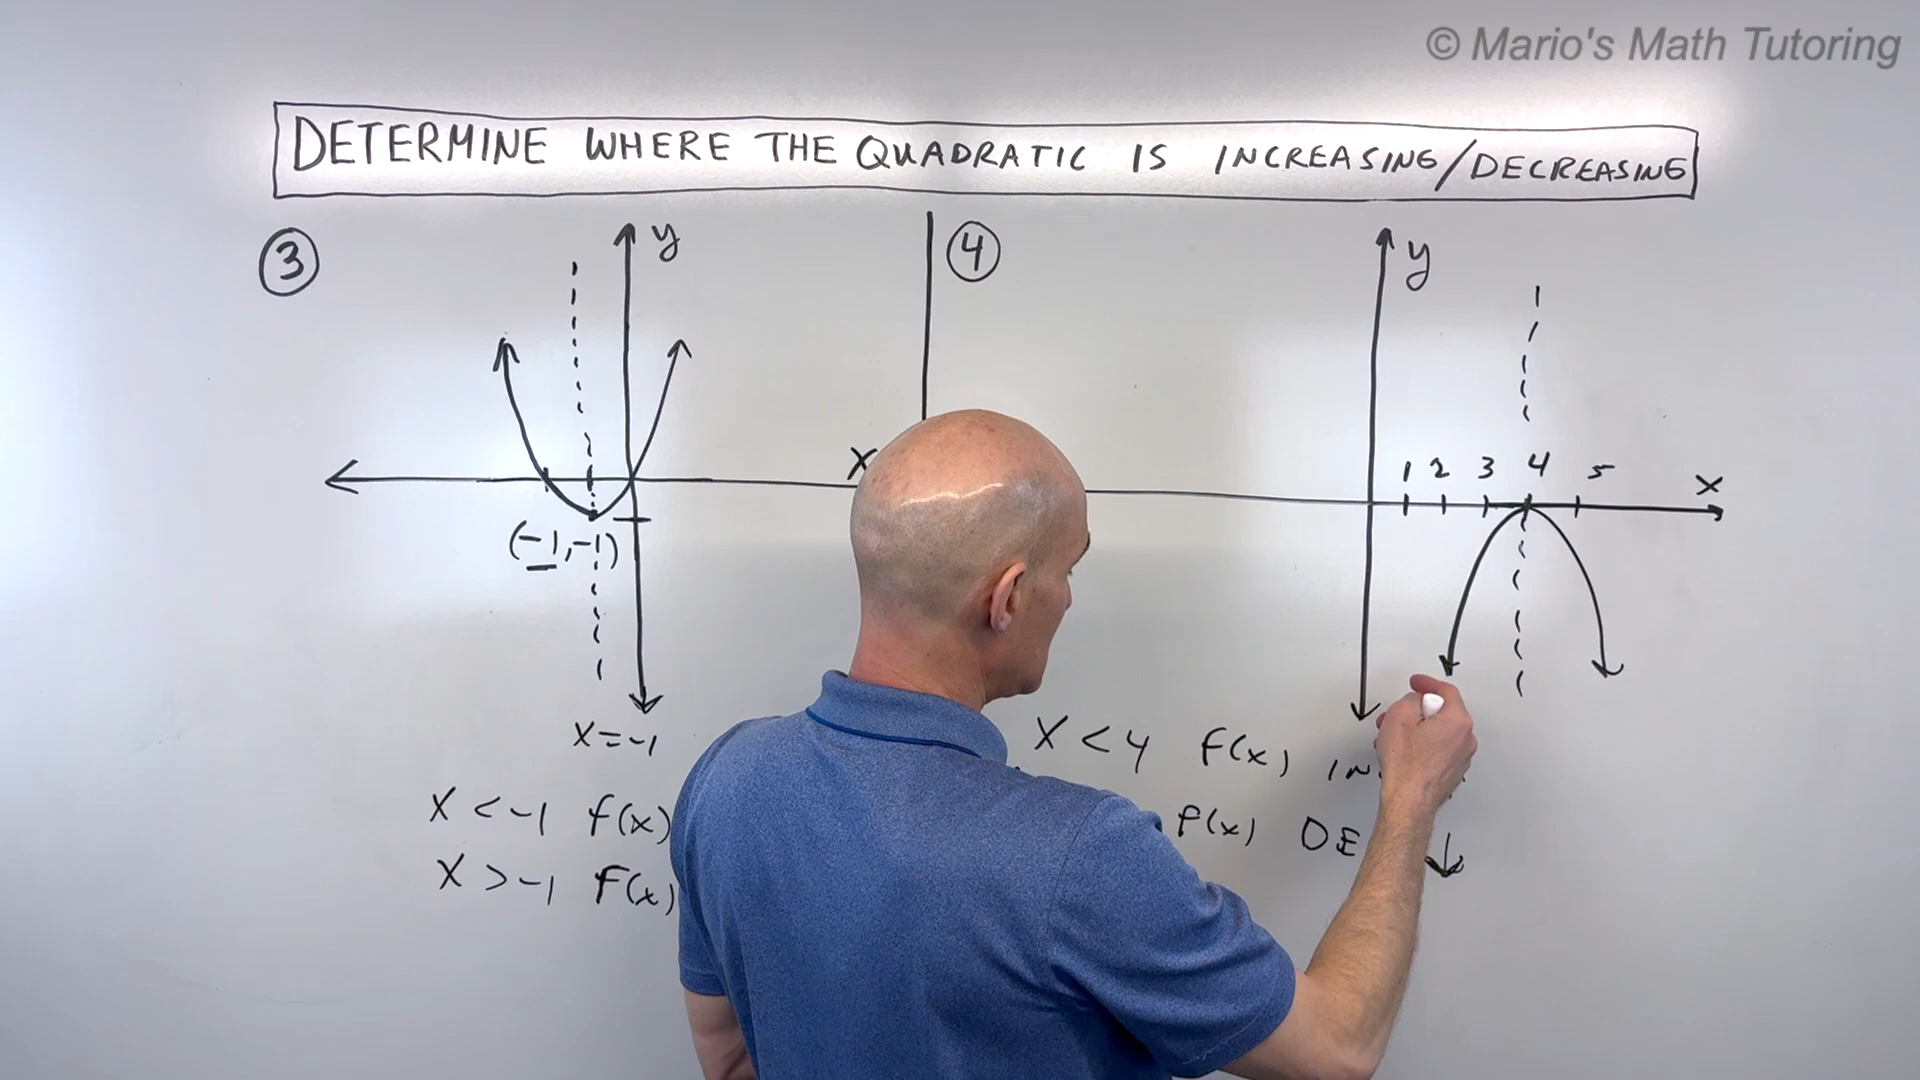 © Mario's Math Tutoring
DETERMINE WHERE THE QUADRATIC IS INCREASING/DECREASING
3
y
x
(-1,-1)
x=-1
x<-1 f(x)
x>-1 f(x)
4
y
1 2 3 4 5
x
x<4 f(x)
f(x)